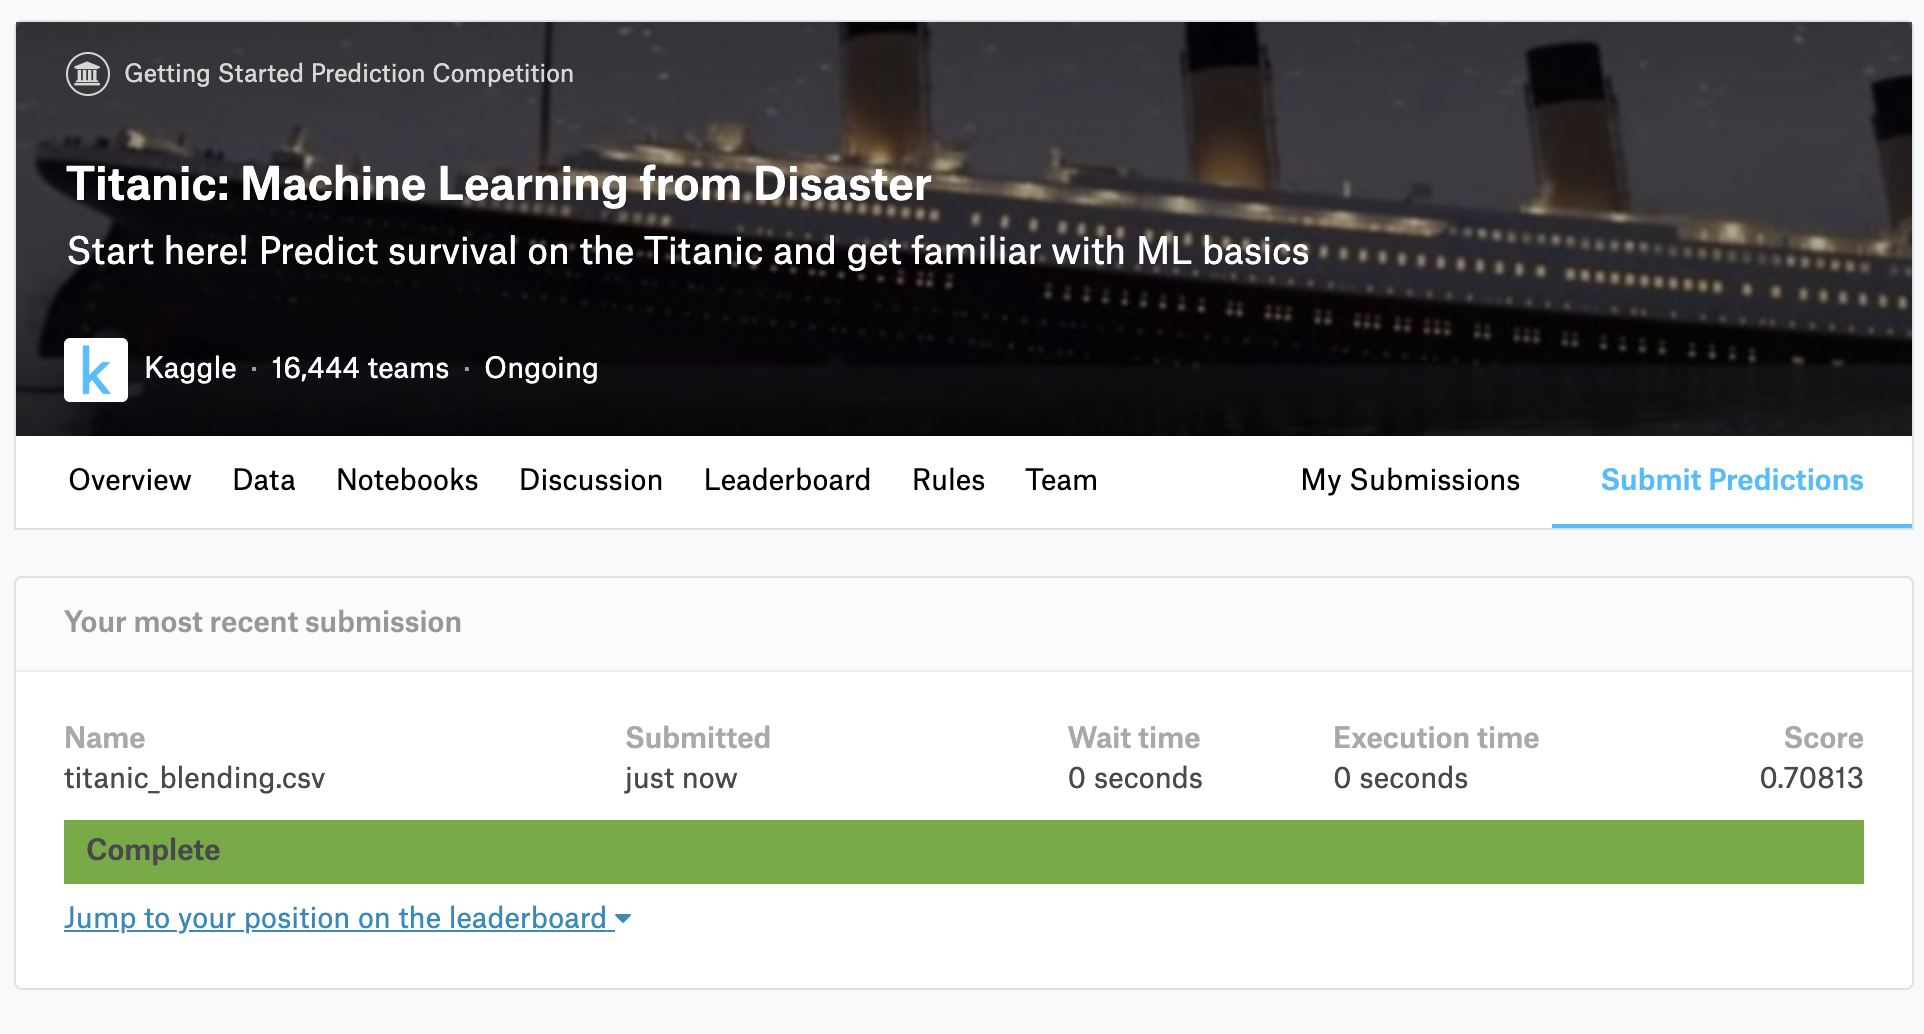 Getting Started Prediction Competition
Titanic: Machine Learning from Disaster
Start here! Predict survival on the Titanic and get familiar with ML basics
k
Kaggle · 16,444 teams · Ongoing
Overview Data Notebooks Discussion Leaderboard Rules Team My Submissions Submit Predictions
Your most recent submission
Name Submitted Wait time Execution time Score
titanic_blending.csv just now 0 seconds 0 seconds 0.70813
Complete
Jump to your position on the leaderboard